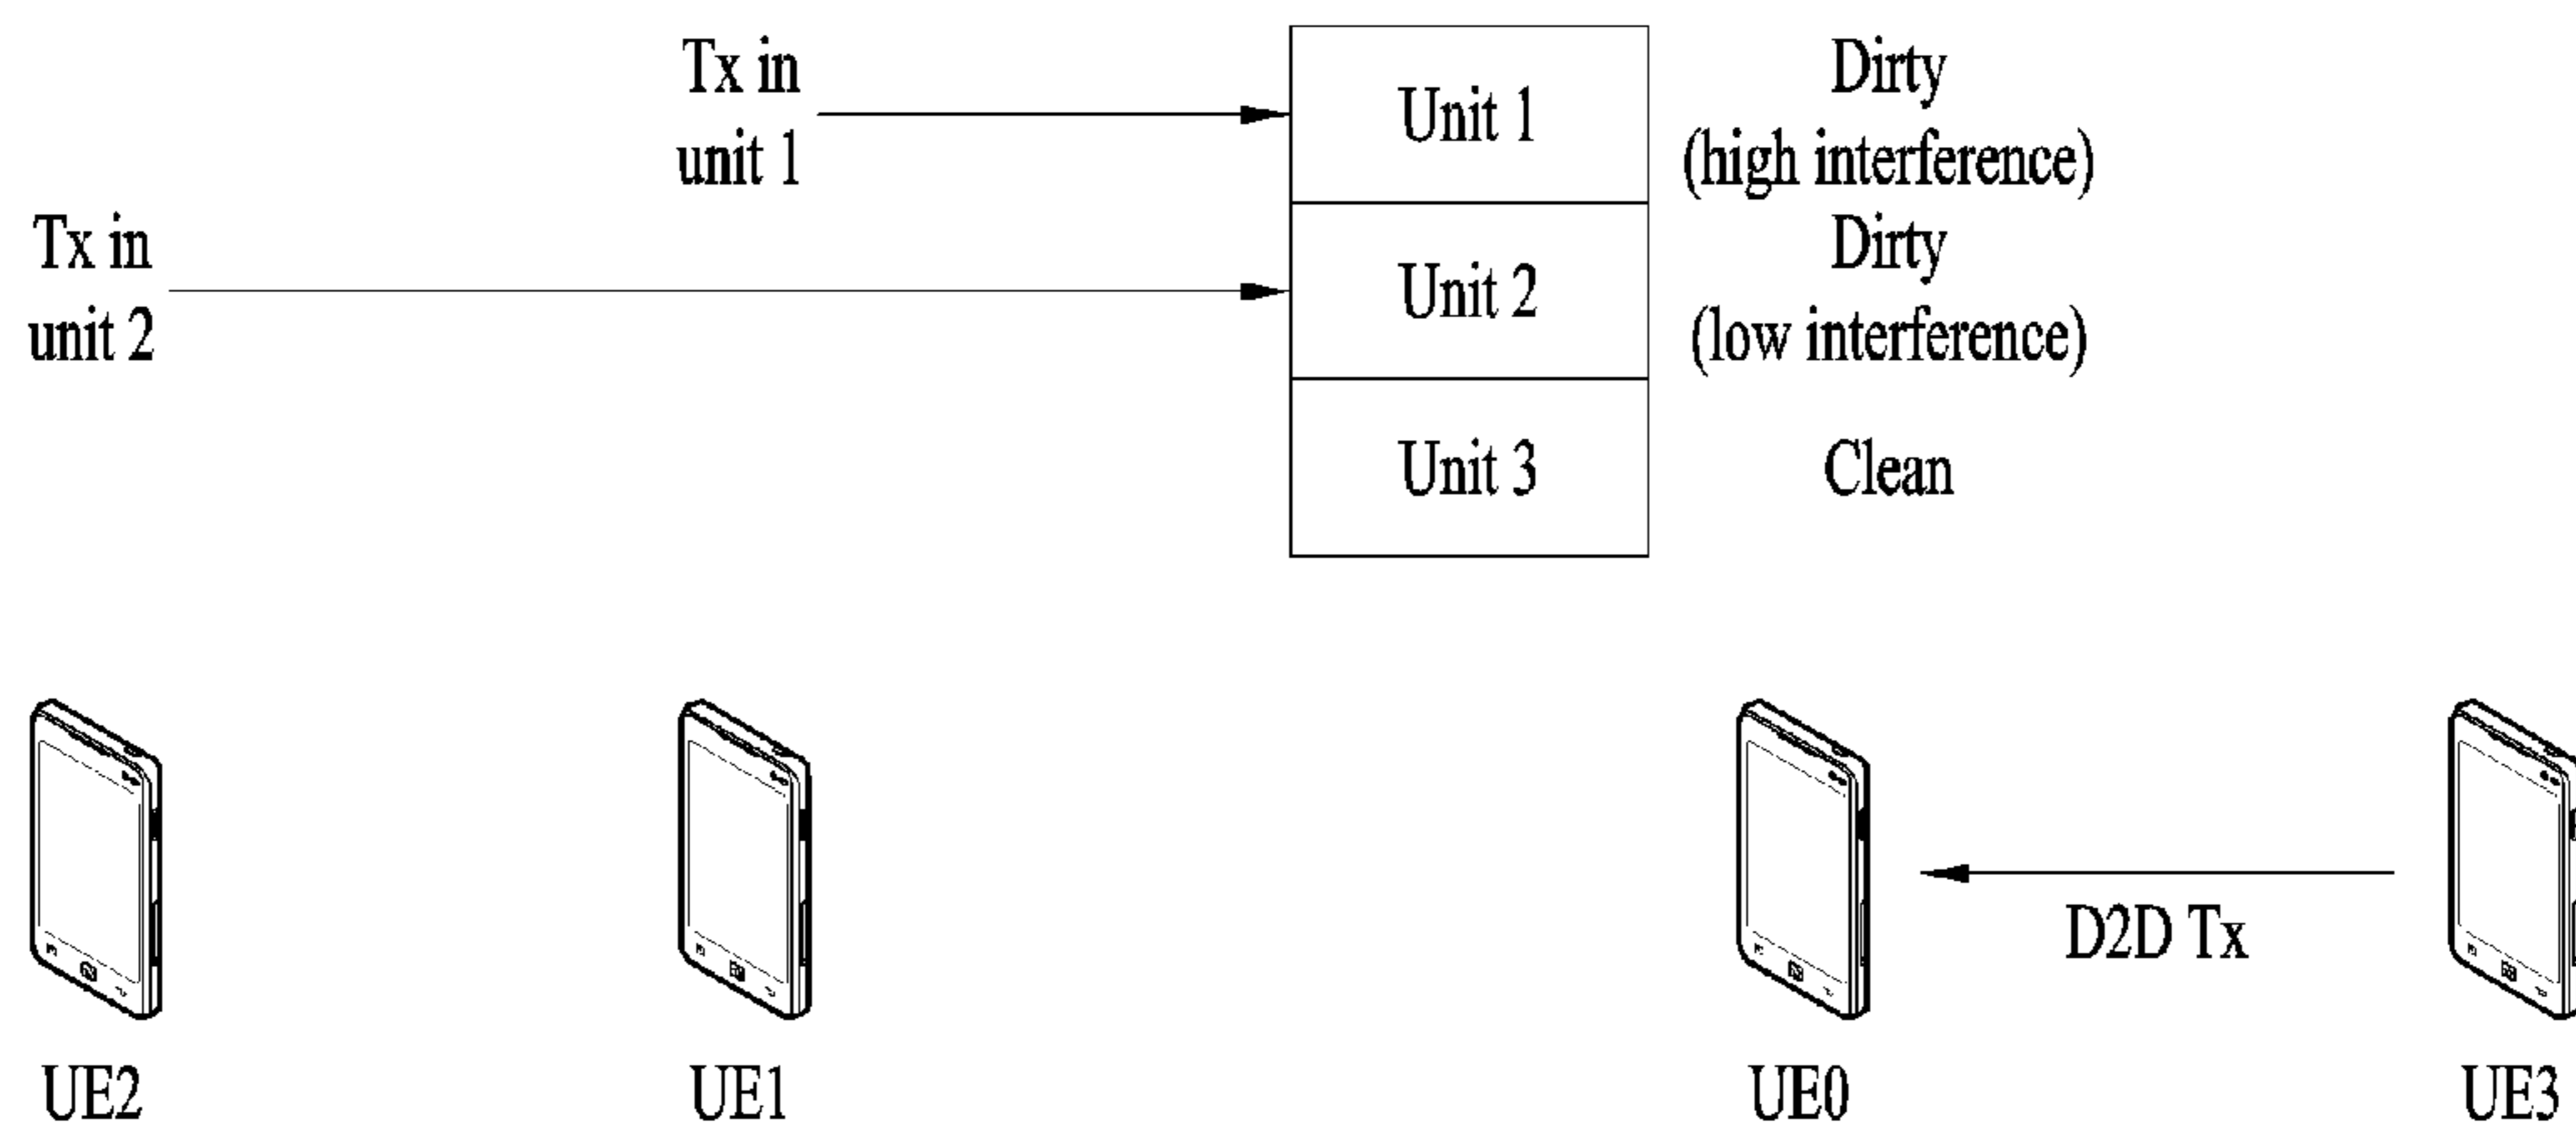 Tx in
unit 1
Tx in
unit 2
Unit 1
Unit 2
Unit 3
Dirty
(high interference)
Dirty
(low interference)
Clean
D2D Tx
UE2
UE1
UE0
UE3